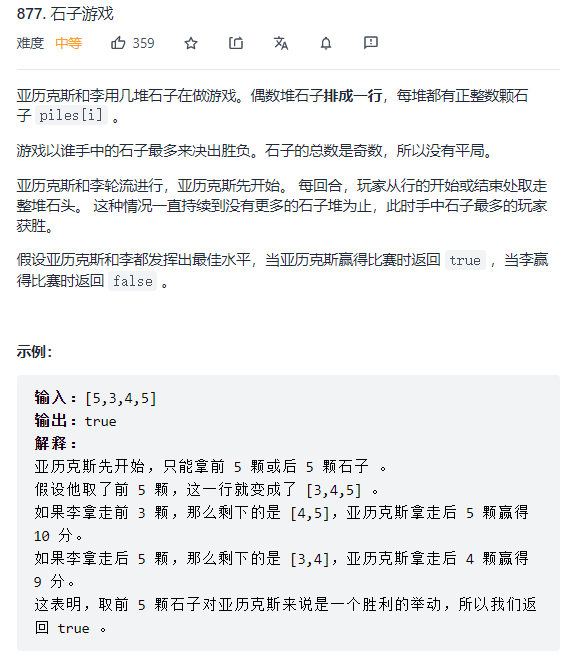 877. 石子游戏
难度 中等 359
亚历克斯和李用几堆石子在做游戏。偶数堆石子排成一行，每堆都有正整数颗石
子 piles[i] 。
游戏以谁手中的石子最多来决出胜负。石子的总数是奇数，所以没有平局。
亚历克斯和李轮流进行，亚历克斯先开始。 每回合，玩家从行的开始或结束处取走
整堆石头。 这种情况一直持续到没有更多的石子堆为止，此时手中石子最多的玩家
获胜。
假设亚历克斯和李都发挥出最佳水平，当亚历克斯赢得比赛时返回 true ，当李赢
得比赛时返回 false 。
示例：
输入：[5,3,4,5]
输出：true
解释：
亚历克斯先开始，只能拿前 5 颗或后 5 颗石子 。
假设他取了前 5 颗，这一行就变成了 [3,4,5] 。
如果李拿走前 3 颗，那么剩下的是 [4,5]，亚历克斯拿走后 5 颗赢得
10 分。
如果李拿走后 5 颗，那么剩下的是 [3,4]，亚历克斯拿走后 4 颗赢得
9 分。
这表明，取前 5 颗石子对亚历克斯来说是一个胜利的举动，所以我们返
回 true 。